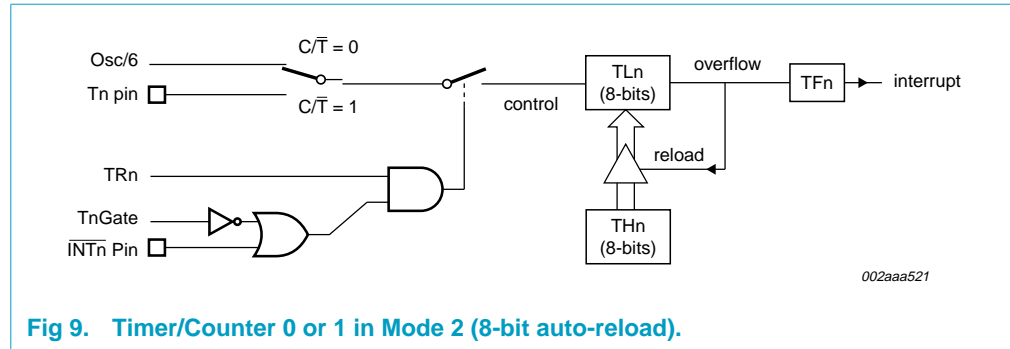 C/T̅ = 0
Osc/6
Tn pin
C/T̅ = 1
control
TLn
(8-bits)
overflow
TFn
interrupt
reload
TRn
TnGate
I̅N̅T̅n̅ Pin
THn
(8-bits)
002aaa521
Fig 9. Timer/Counter 0 or 1 in Mode 2 (8-bit auto-reload).